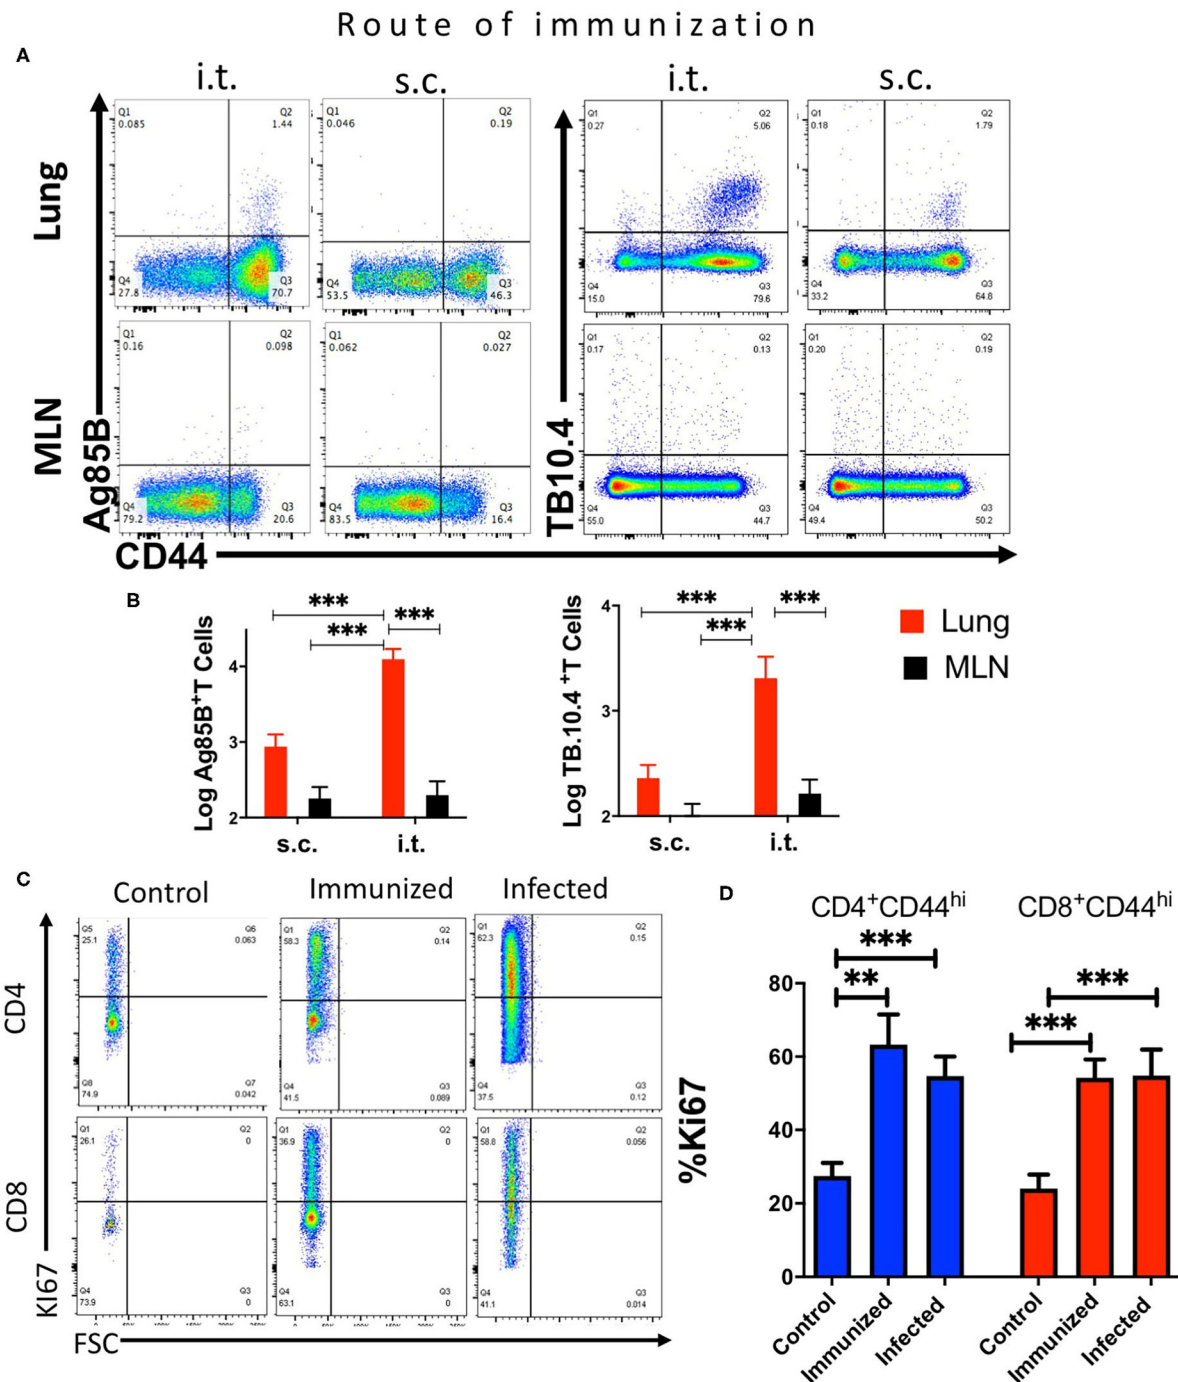 Route of immunization
A
i.t.
s.c.
i.t.
s.c.
Lung
Q1
0.085
Q2
1.44
Q4
27.8
Q3
70.7
Q1
0.046
Q2
0.19
Q4
53.5
Q3
46.3
Q1
0.27
Q2
5.06
Q4
15.0
Q3
79.6
Q1
0.18
Q2
1.79
Q4
33.2
Q3
64.8
MLN
Q1
0.16
Q2
0.098
Q4
79.2
Q3
20.6
Q1
0.062
Q2
0.027
Q4
83.5
Q3
16.4
Q1
0.17
Q2
0.13
Q4
55.0
Q3
44.7
Q1
0.20
Q2
0.19
Q4
49.4
Q3
50.2
Ag85B
TB10.4
CD44
B
Log Ag85B⁺T Cells
4
3
2
***
***
***
s.c.
i.t.
Log TB.10.4 ⁺T Cells
4
3
2
***
***
***
s.c.
i.t.
Lung
MLN
C
Control
Immunized
Infected
CD4
Q5
25.1
Q6
0.063
Q8
74.9
Q7
0.042
Q1
58.3
Q2
0.14
Q4
41.5
Q3
0.089
Q1
62.3
Q2
0.15
Q4
37.5
Q3
0.12
CD8
Q1
26.1
Q2
0
Q4
73.9
Q3
0
Q1
36.9
Q2
0
Q4
63.1
Q3
0
Q1
58.8
Q2
0.056
Q4
41.1
Q3
0.014
KI67
FSC
D
CD4⁺CD44ʰⁱ
CD8⁺CD44ʰⁱ
***
**
***
***
%Ki67
80
60
40
20
0
Control
Immunized
Infected
Control
Immunized
Infected